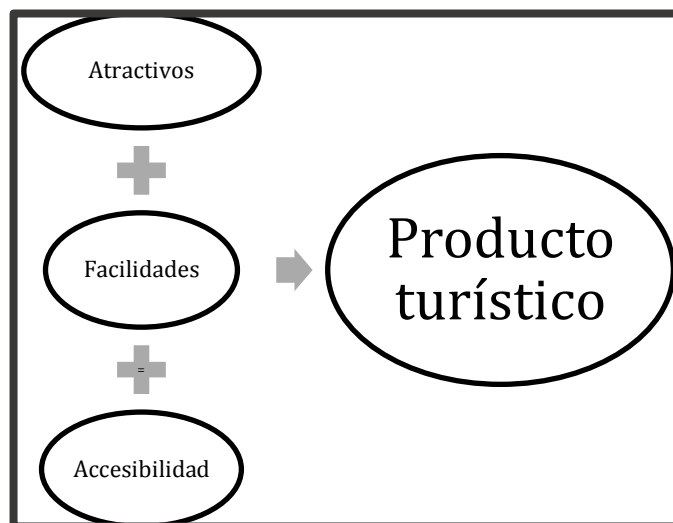 Atractivos
Facilidades
=
Accesibilidad
Producto
turístico